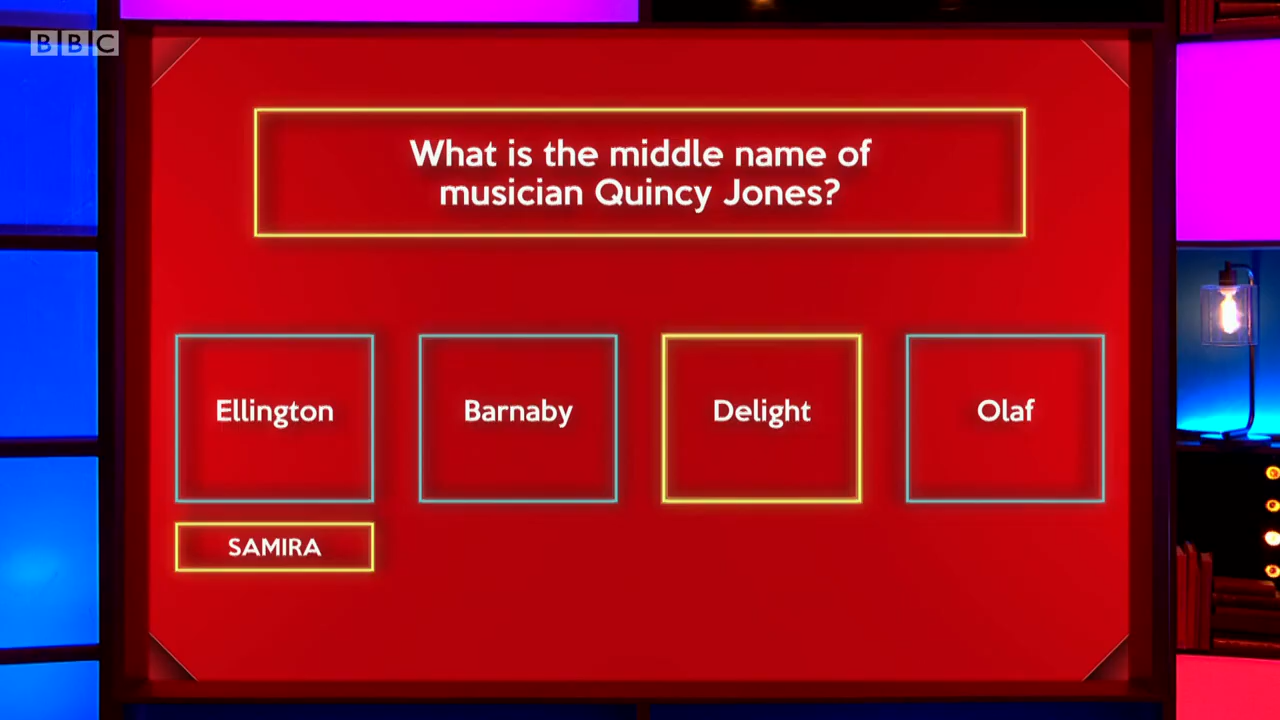 BBC
What is the middle name of
musician Quincy Jones?
Ellington
Barnaby
Delight
Olaf
SAMIRA